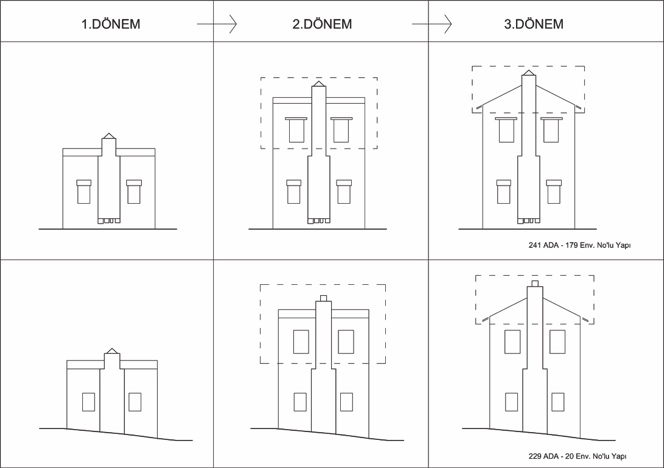 1.DÖNEM
2.DÖNEM
3.DÖNEM
241 ADA - 179 Env. No'lu Yapı
229 ADA - 20 Env. No'lu Yapı